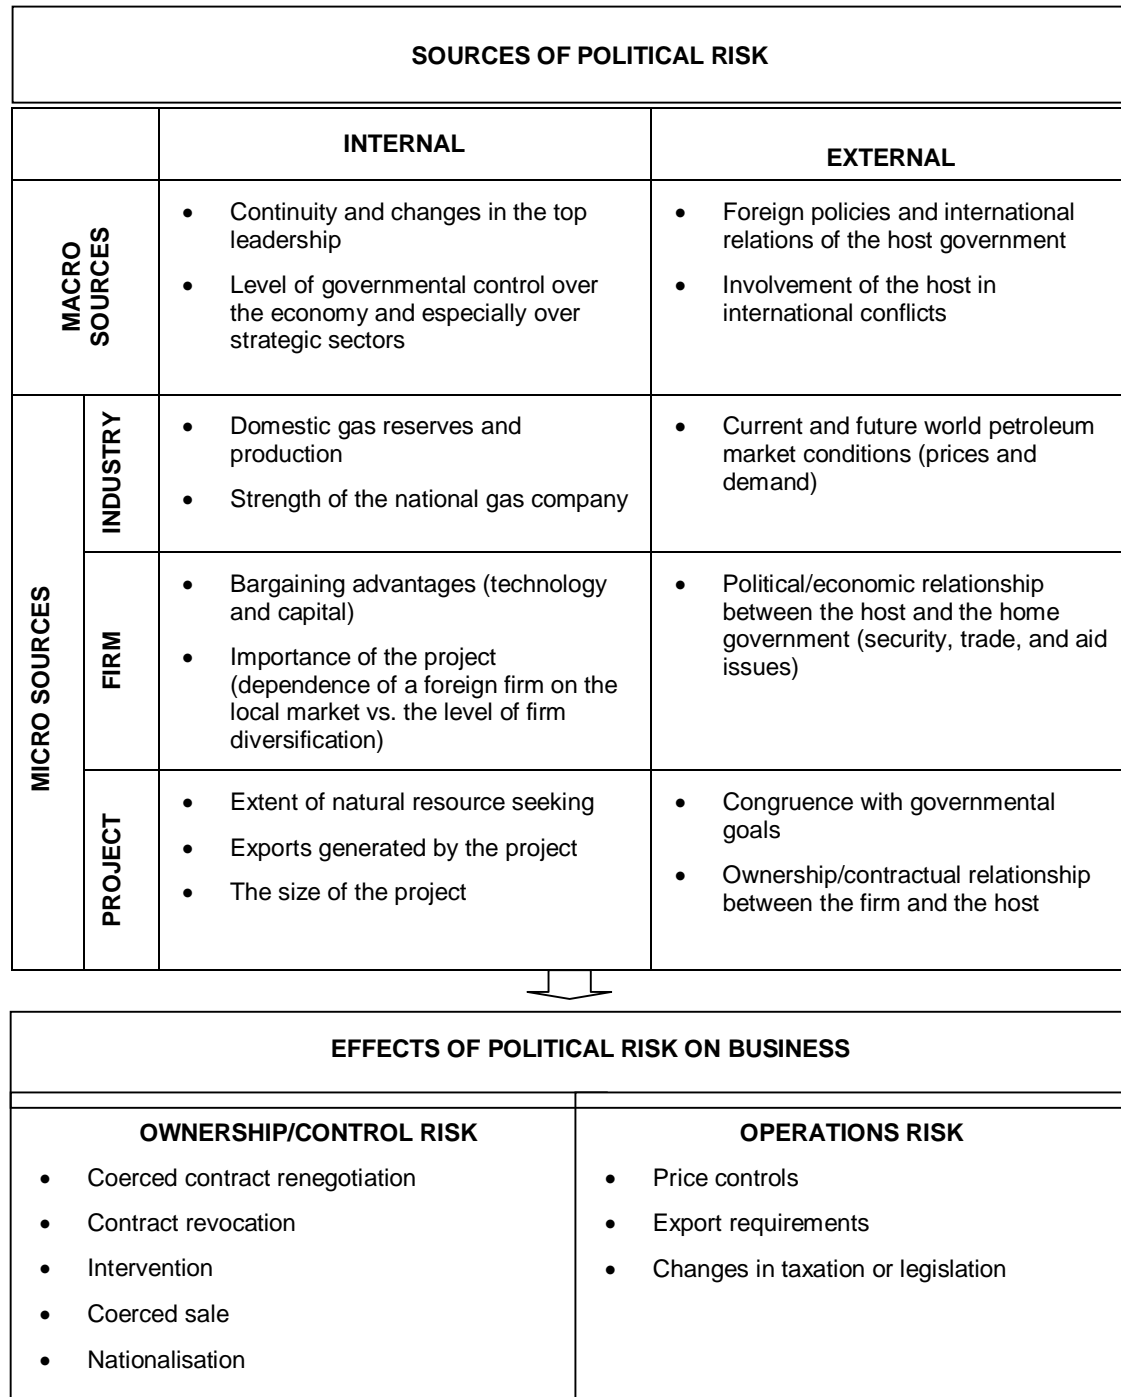 SOURCES OF POLITICAL RISK
INTERNAL
EXTERNAL
MACRO
SOURCES
• Continuity and changes in the top
leadership
• Level of governmental control over
the economy and especially over
strategic sectors
• Foreign policies and international
relations of the host government
• Involvement of the host in
international conflicts
MICRO SOURCES
INDUSTRY
• Domestic gas reserves and
production
• Strength of the national gas company
• Current and future world petroleum
market conditions (prices and
demand)
FIRM
• Bargaining advantages (technology
and capital)
• Importance of the project
(dependence of a foreign firm on the
local market vs. the level of firm
diversification)
• Political/economic relationship
between the host and the home
government (security, trade, and aid
issues)
PROJECT
• Extent of natural resource seeking
• Exports generated by the project
• The size of the project
• Congruence with governmental
goals
• Ownership/contractual relationship
between the firm and the host
EFFECTS OF POLITICAL RISK ON BUSINESS
OWNERSHIP/CONTROL RISK
• Coerced contract renegotiation
• Contract revocation
• Intervention
• Coerced sale
• Nationalisation
OPERATIONS RISK
• Price controls
• Export requirements
• Changes in taxation or legislation